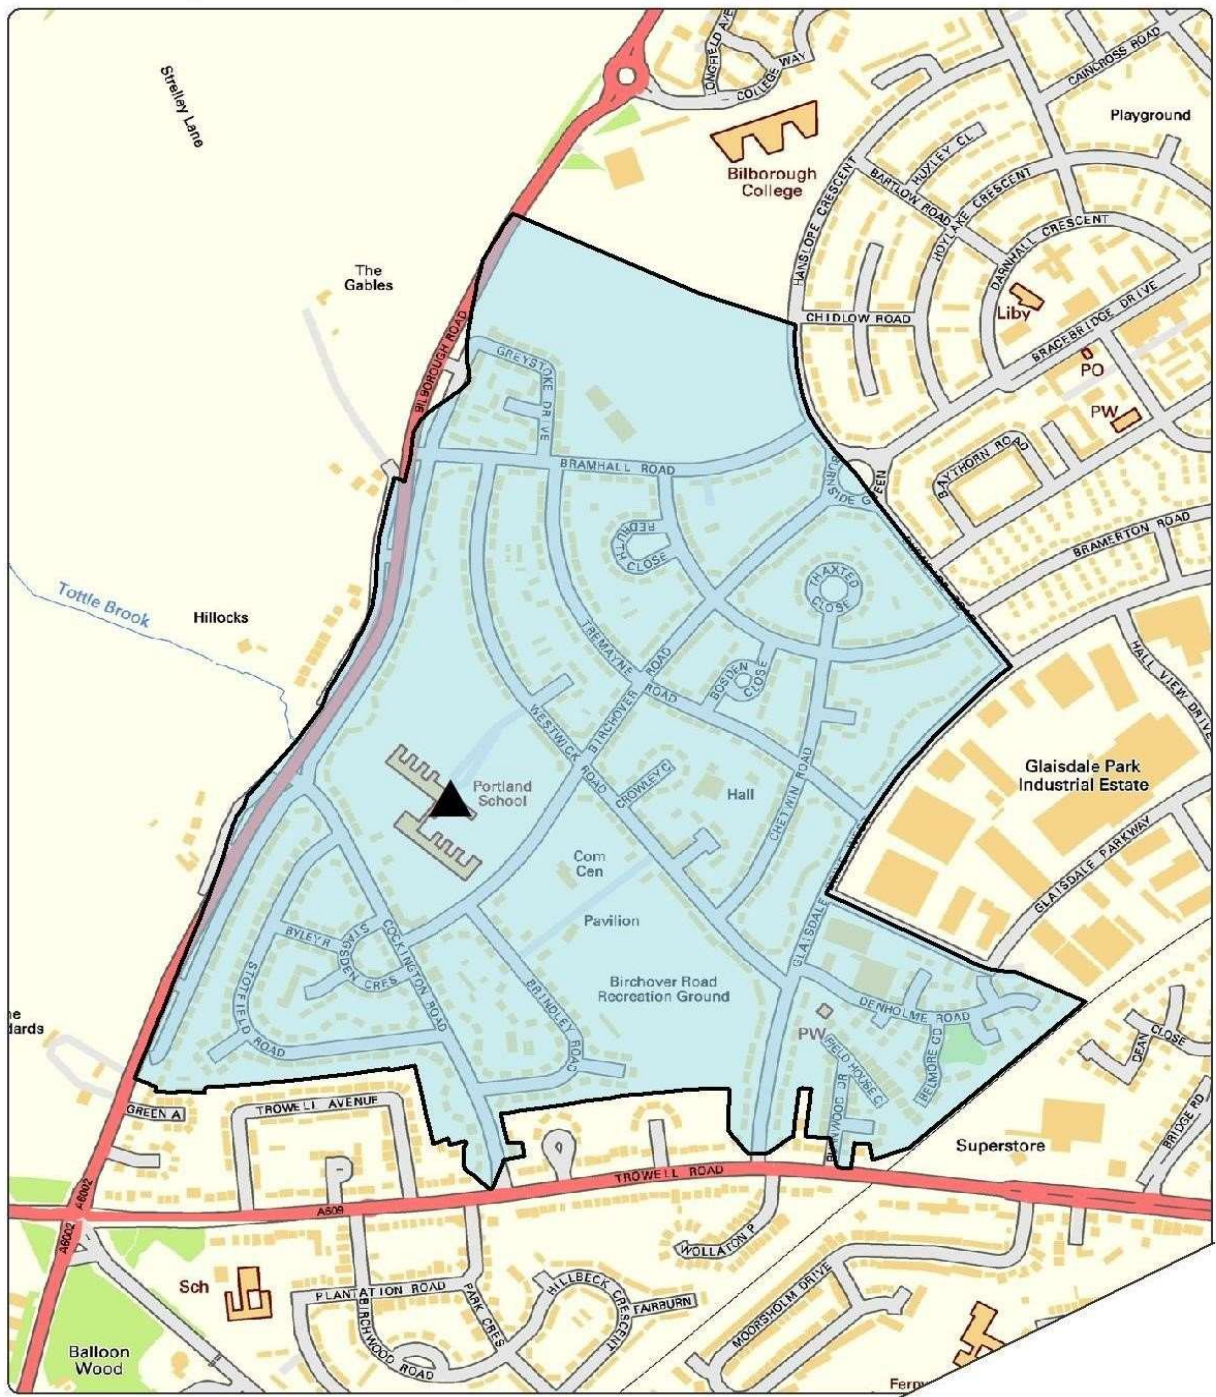 LONGFIELD AVE
COLLEGE WAY
CAINCROSS ROAD
Strelley Lane
Playground
Bilborough
College
HUXLEY CL
BARTLOW ROAD
HOYLAKE CRESCENT
HANSLOPE CRESCENT
DARNHALL CRESCENT
The
Gables
Liby
CHIDLOW ROAD
BRACEBRIDGE DRIVE
BILBOROUGH ROAD
GREYSTOKE DRIVE
PO
PW
BAYTHORN ROAD
BRAMHALL ROAD
BURNSIDE GREEN
BRAMERTON ROAD
REDRUTH CLOSE
THAXTED
CLOSE
Tottle Brook
Hillocks
TREMAYNE ROAD
BOSDEN
CLOSE
HALL VIEW DRIVE
BIRCHOVER ROAD
WESTWICK ROAD
CROWLEY C
Hall
CHETWIN ROAD
Portland
School
Glaisdale Park
Industrial Estate
GLAISDALE PARKWAY
Com
Cen
Pavilion
GLAISDALE
BYLEY R
STAGSDEN
CRES
COCKINGTON ROAD
STOTFIELD ROAD
BRINDLEY ROAD
Birchover Road
Recreation Ground
DENHOLME ROAD
PW
FIELD HOUSE C
BELMORE GD
DEAN CLOSE
GREEN A
TROWELL AVENUE
Superstore
BRIDGE RD
TROWELL ROAD
A6002
A609
A6002
WOLLATON P
Sch
PLANTATION ROAD
BIRCHWOOD ROAD
PARK CRES
HILLBECK CRESCENT
FAIRBURN
MOORSHOLM DRIVE
Balloon
Wood